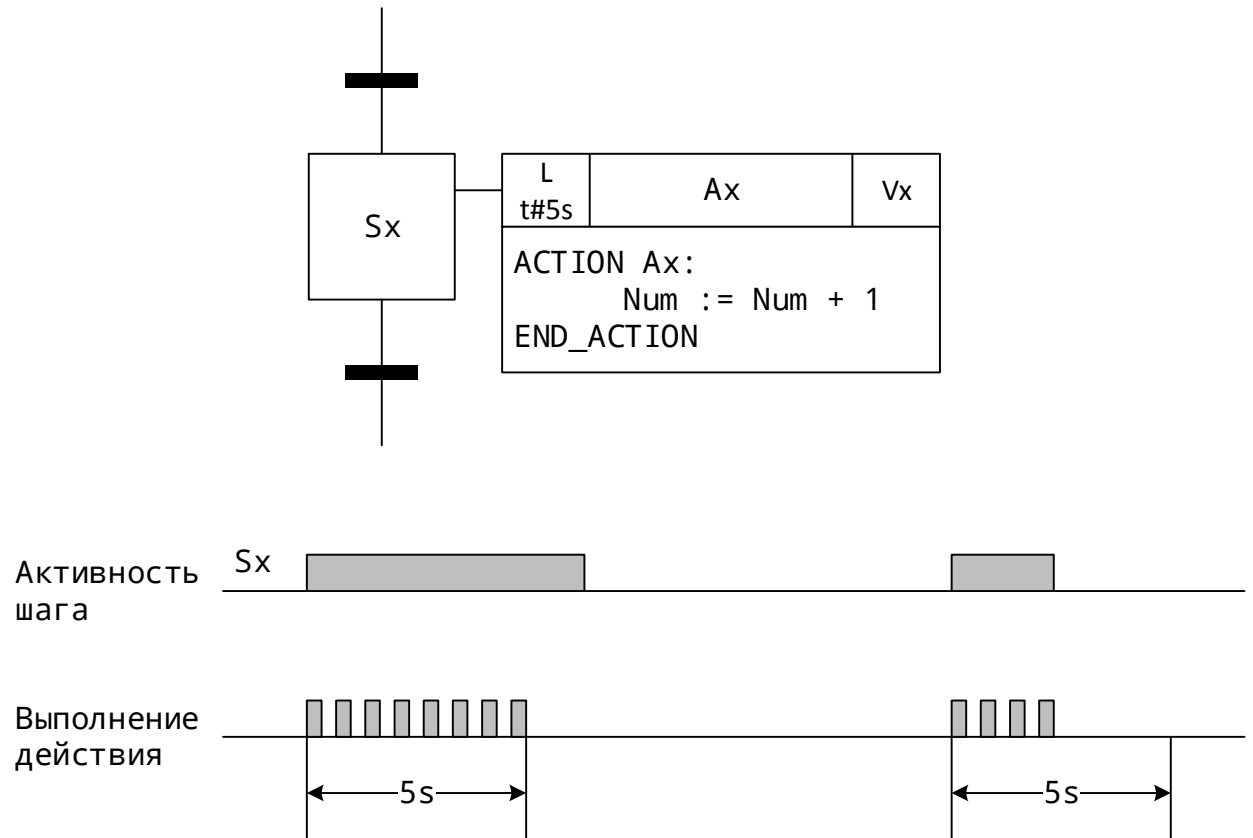 L
t#5s
Ax
Vx
Sx
ACTION Ax:
Num := Num + 1
END_ACTION
Активность
шага
Sx
Выполнение
действия
5s
5s